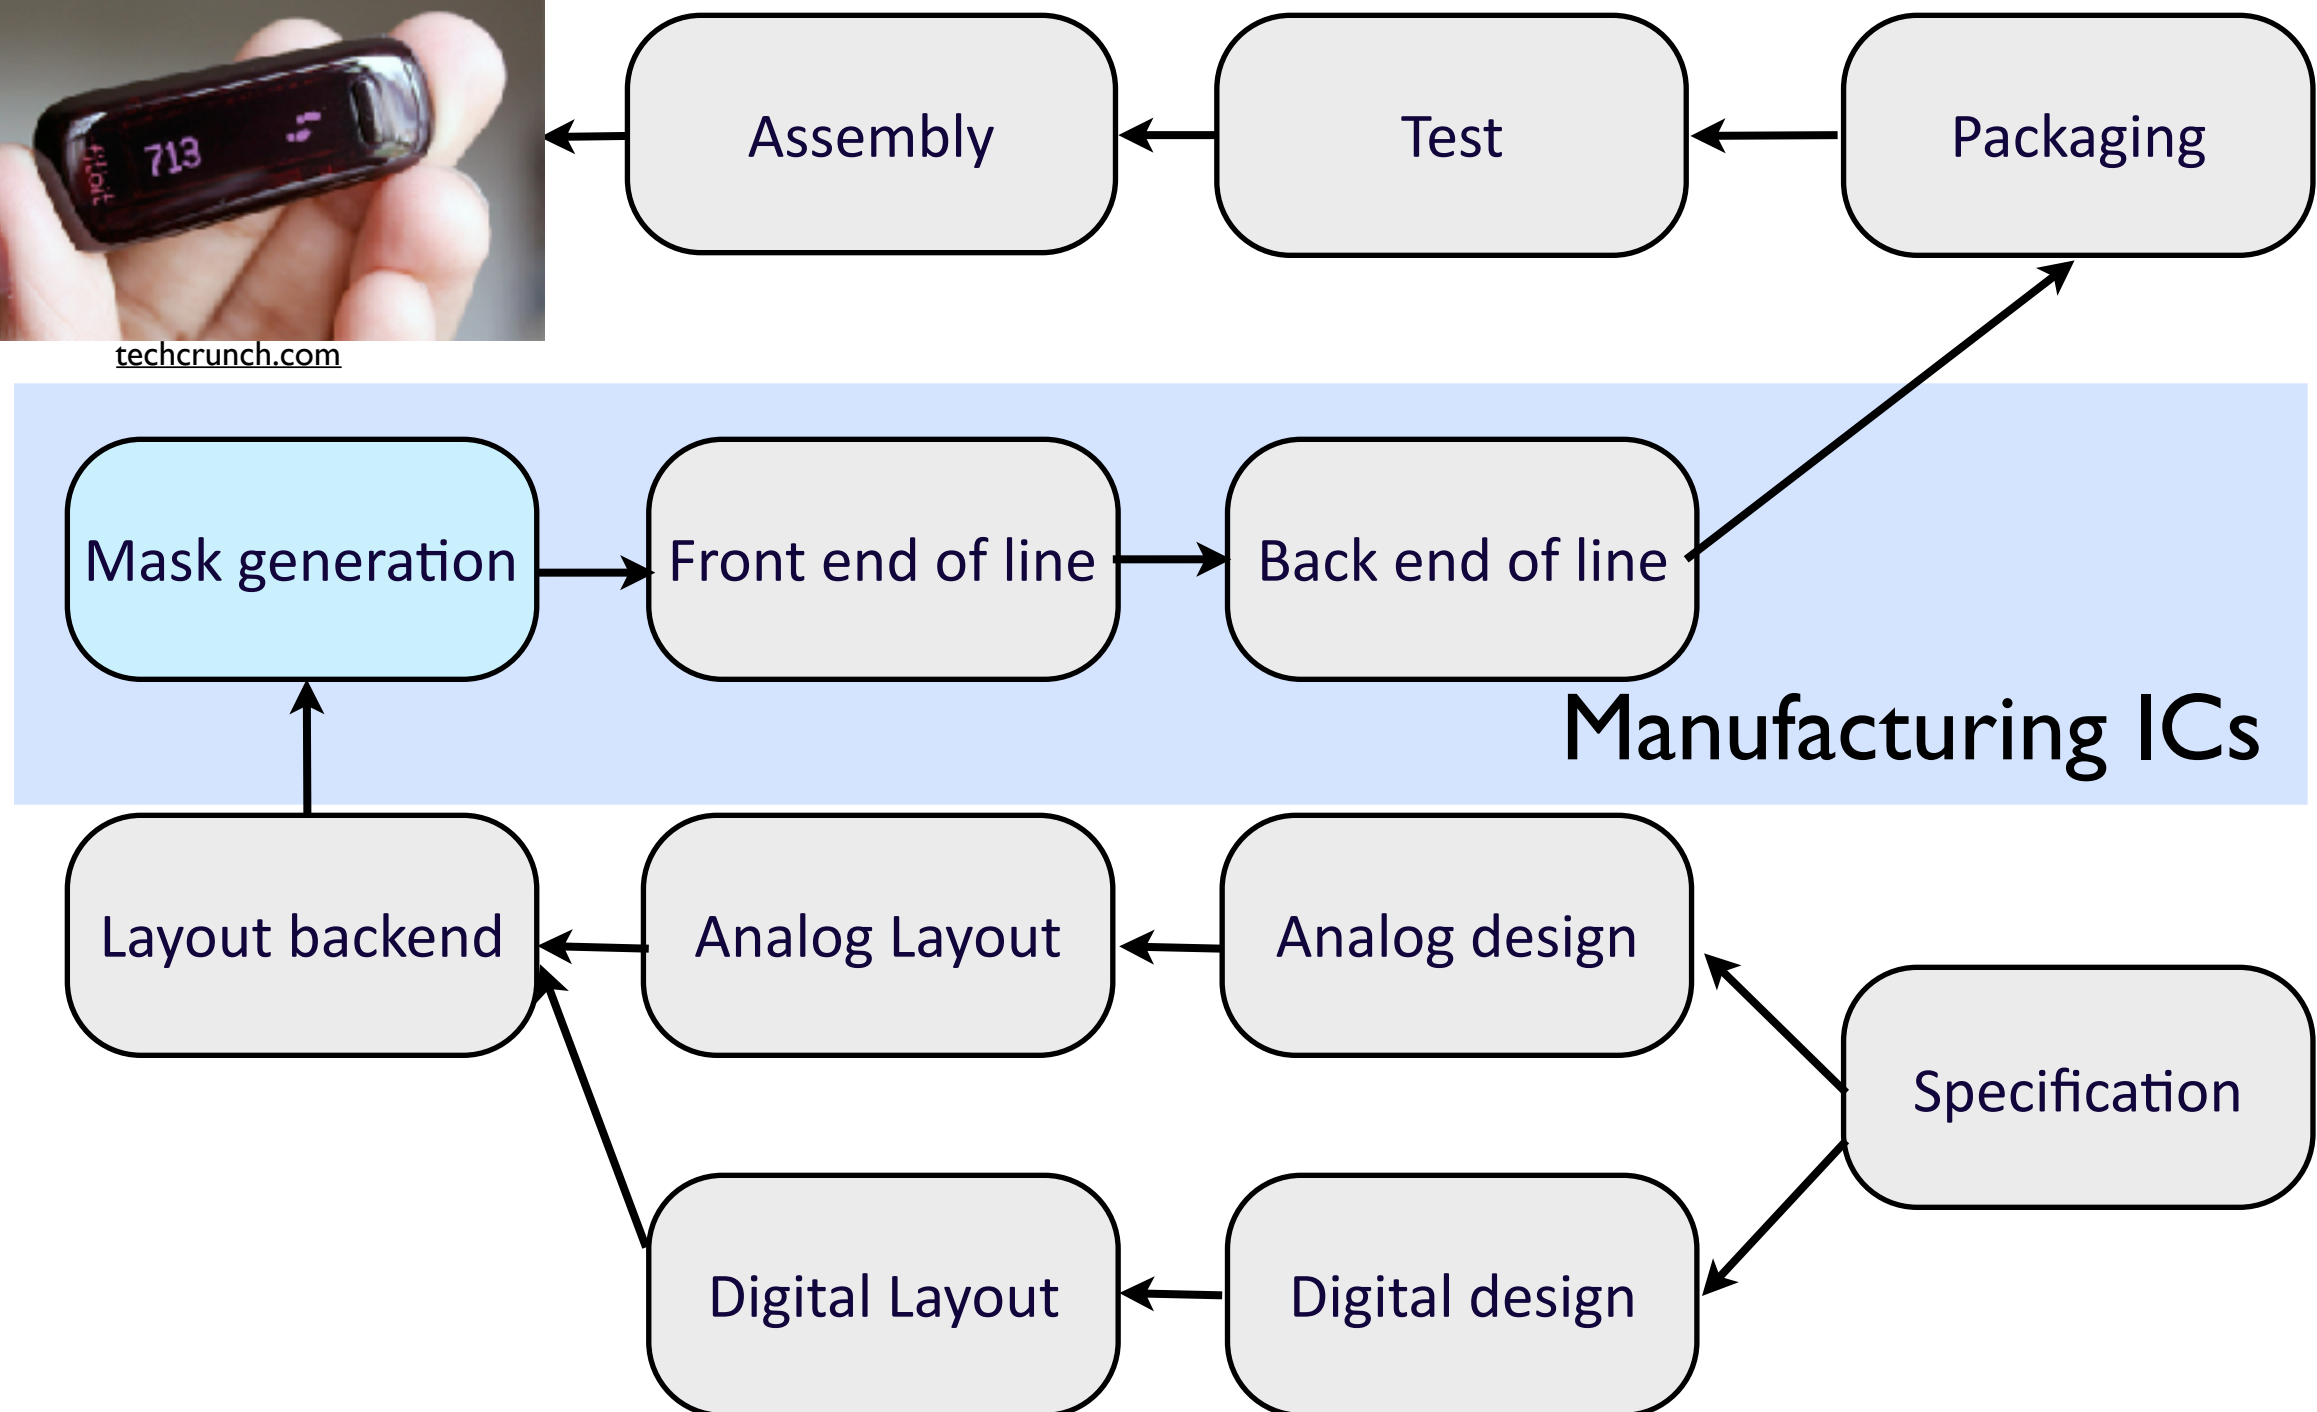 fitbit
713
Assembly
Test
Packaging
techcrunch.com
Mask generation
Front end of line
Back end of line
Manufacturing ICs
Layout backend
Analog Layout
Analog design
Specification
Digital Layout
Digital design